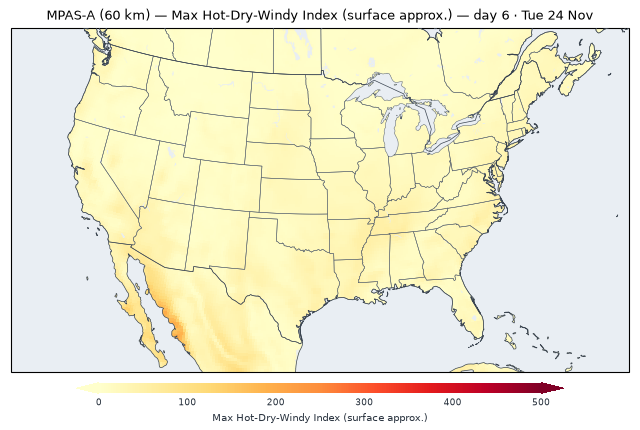 MPAS-A (60 km) — Max Hot-Dry-Windy Index (surface approx.) — day 6 · Tue 24 Nov
0 100 200 300 400 500
Max Hot-Dry-Windy Index (surface approx.)